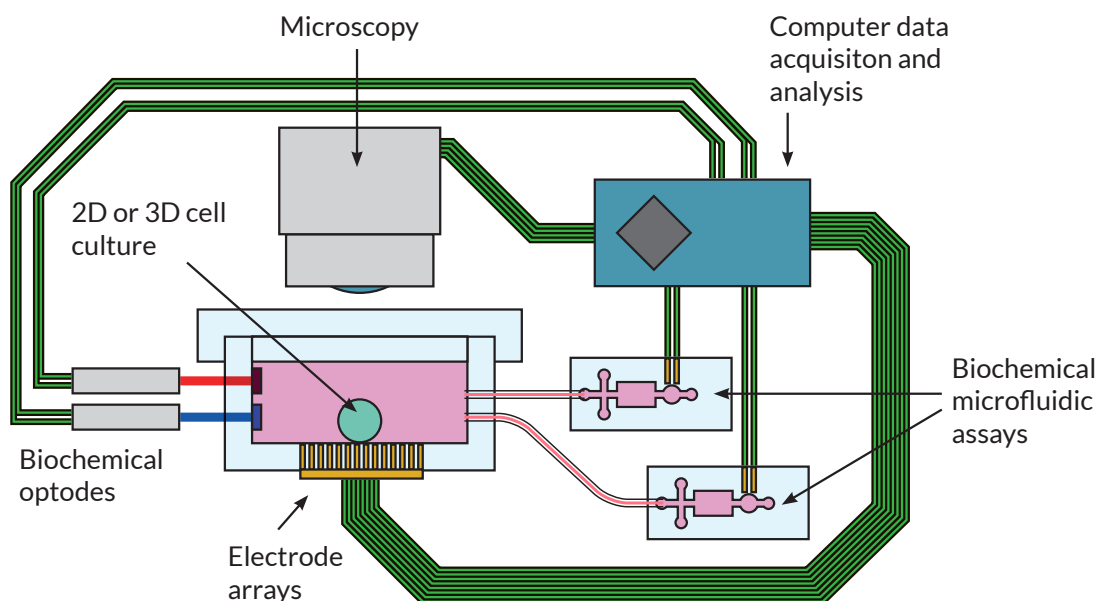 Microscopy
Computer data
acquisiton and
analysis
2D or 3D cell
culture
Biochemical
microfluidic
assays
Biochemical
optodes
Electrode
arrays